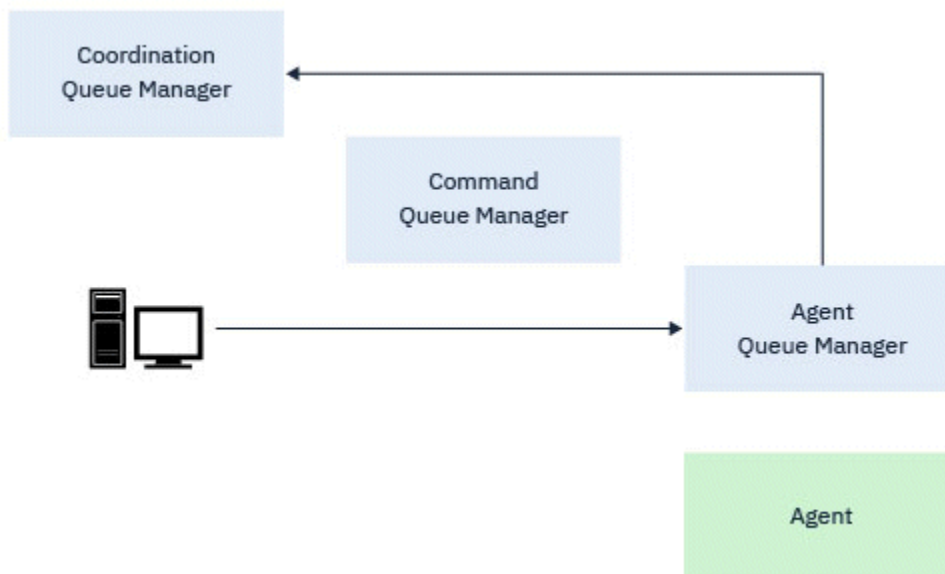 Coordination
Queue Manager
Command
Queue Manager
Agent
Queue Manager
Agent